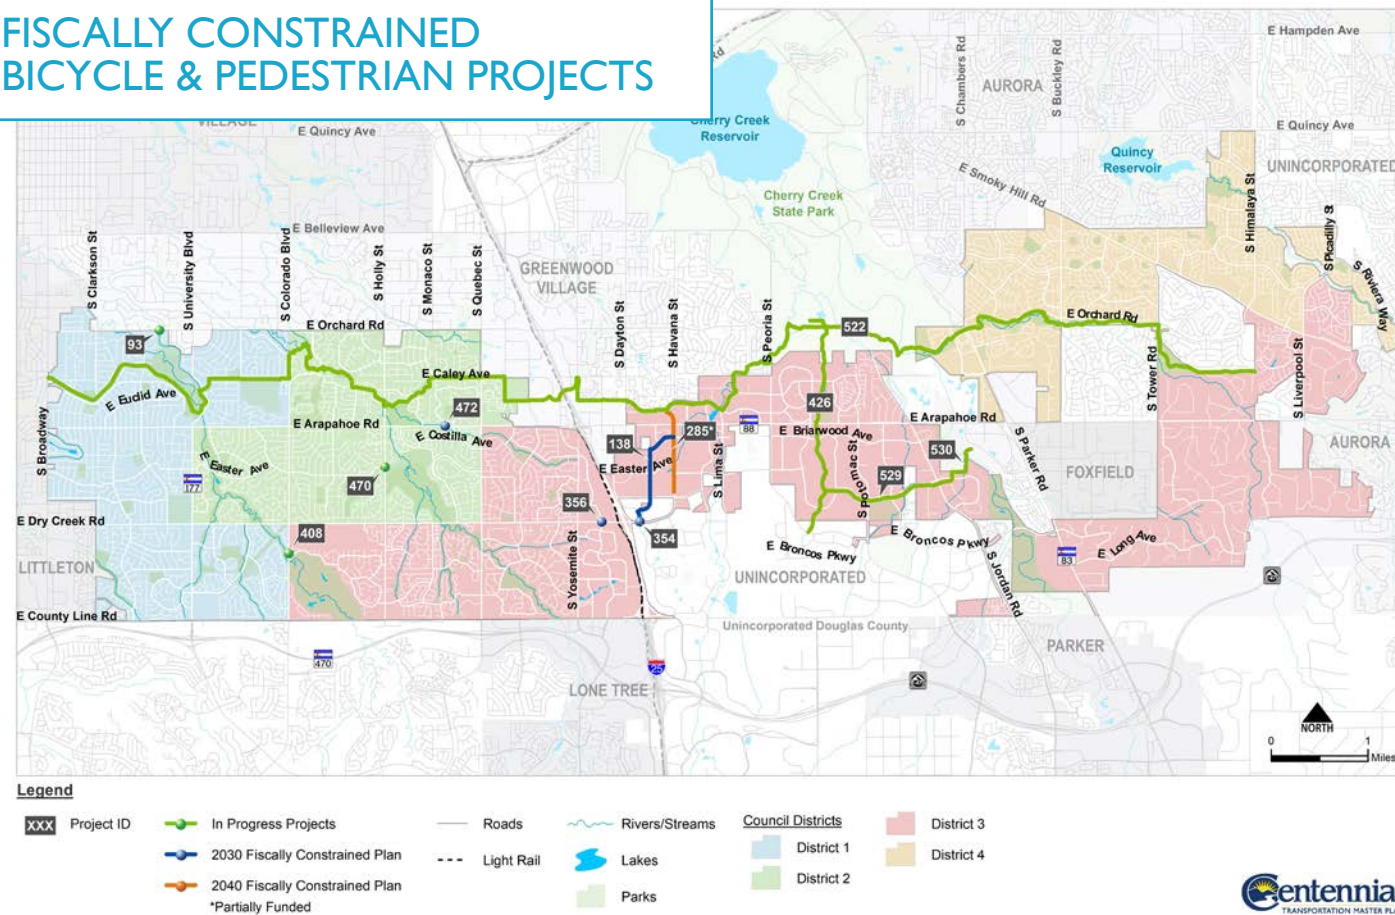 FISCALLY CONSTRAINED
BICYCLE & PEDESTRIAN PROJECTS
E Hampden Ave
S Chambers Rd
S Buckley Rd
AURORA
Rd
VILLAGE
E Quincy Ave
Cherry Creek
Reservoir
E Quincy Ave
Quincy
Reservoir
UNINCORPORATED
E Smoky Hill Rd
Cherry Creek
State Park
S Himalaya St
S Picadilly St
S Riviera Way
E Belleview Ave
S Clarkson St
S University Blvd
S Colorado Blvd
S Holly St
S Monaco St
S Quebec St
GREENWOOD
VILLAGE
S Dayton St
S Havana St
S Peoria St
E Orchard Rd
522
E Orchard Rd
93
S Tower Rd
S Liverpool St
E Caley Ave
E Euclid Ave
472
426
E Arapahoe Rd
E Arapahoe Rd
285*
88
S Broadway
E Costilla Ave
138
E Briarwood Ave
S Parker Rd
AURORA
530
E Easter Ave
E Easter Ave
S Lima St
S Potomac St
529
FOXFIELD
177
470
356
E Dry Creek Rd
408
354
S Yosemite St
E Broncos Pkwy
E Broncos Pkwy
E Long Ave
83
LITTLETON
UNINCORPORATED
S Jordan Rd
E County Line Rd
Unincorporated Douglas County
PARKER
470
25
LONE TREE
NORTH
0 1
Miles
Legend
XXX Project ID
In Progress Projects
2030 Fiscally Constrained Plan
2040 Fiscally Constrained Plan
*Partially Funded
Roads
Light Rail
Rivers/Streams
Lakes
Parks
Council Districts
District 1
District 2
District 3
District 4
Centennia
TRANSPORTATION MASTER PL